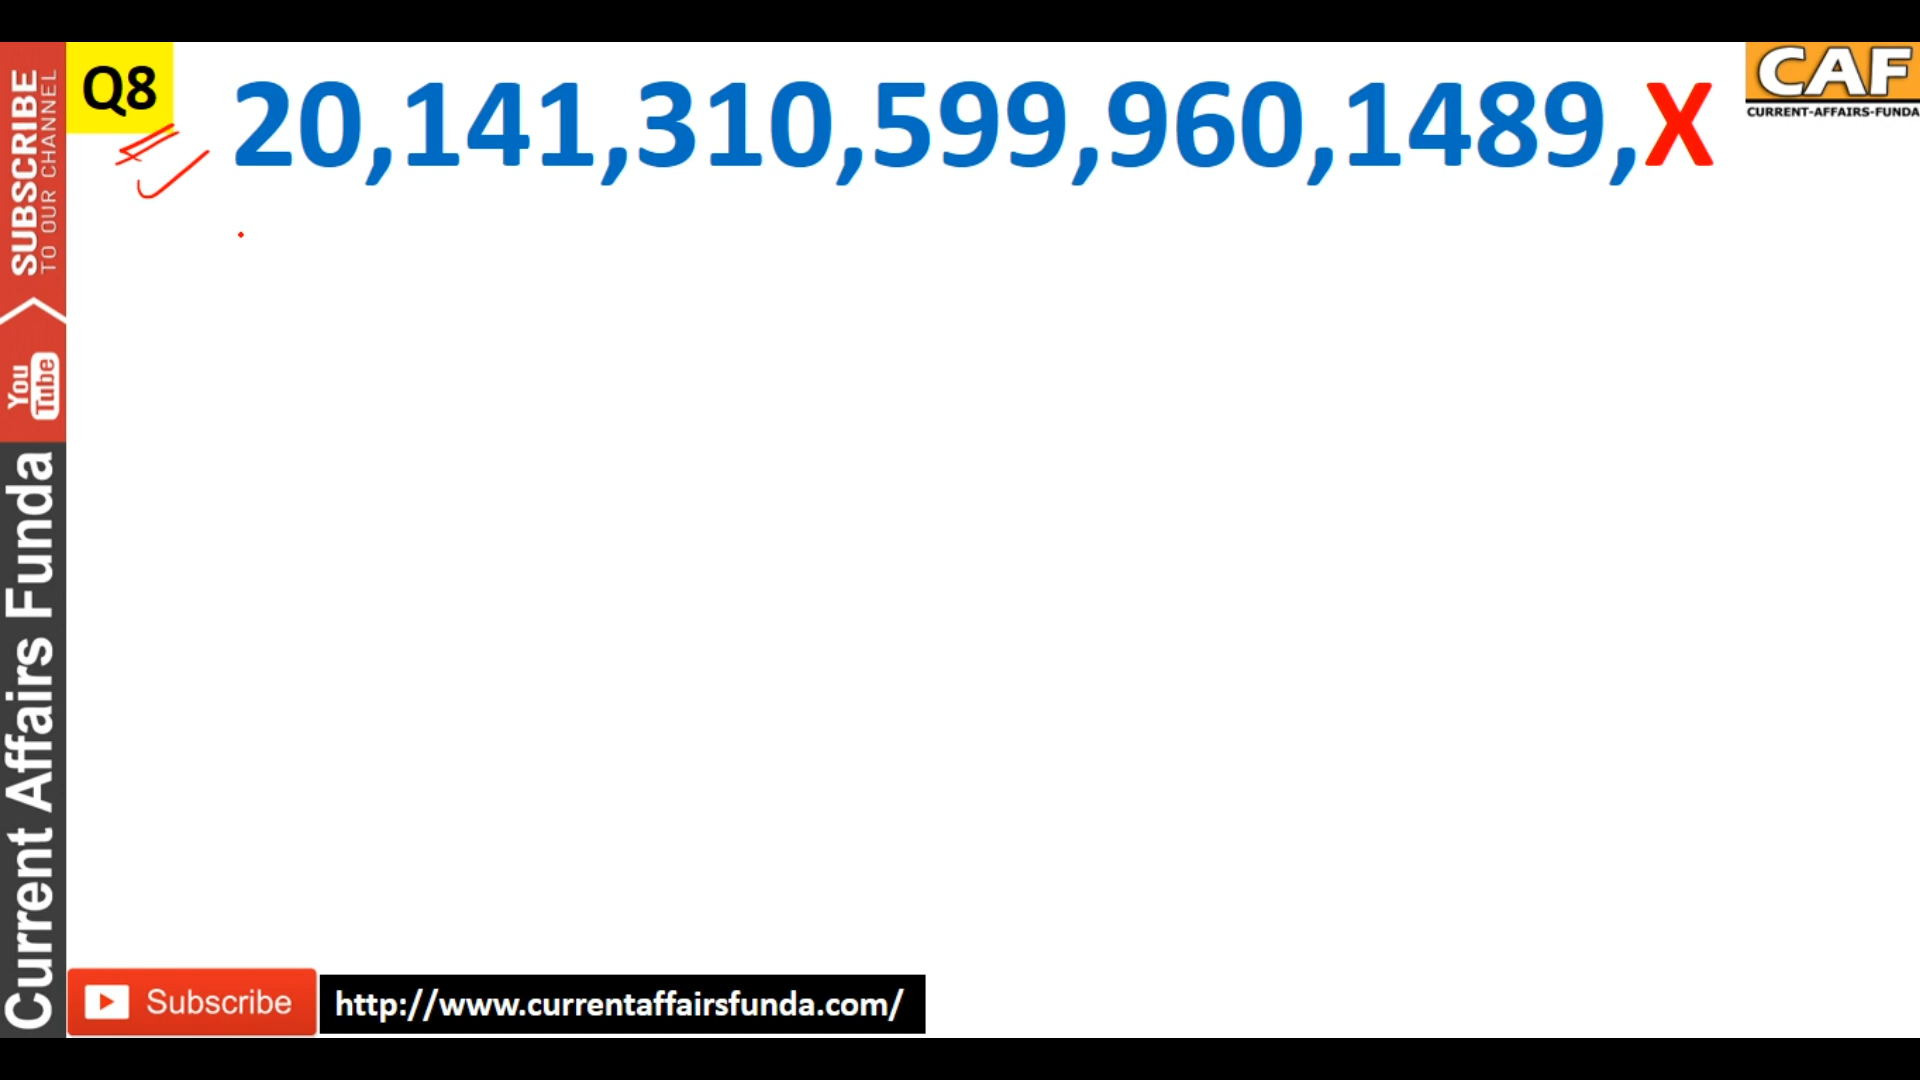 Q8
20,141,310,599,960,1489,X
CAF
CURRENT-AFFAIRS-FUNDA
SUBSCRIBE
TO OUR CHANNEL
You
Tube
Current Affairs Funda
Subscribe
http://www.currentaffairsfunda.com/